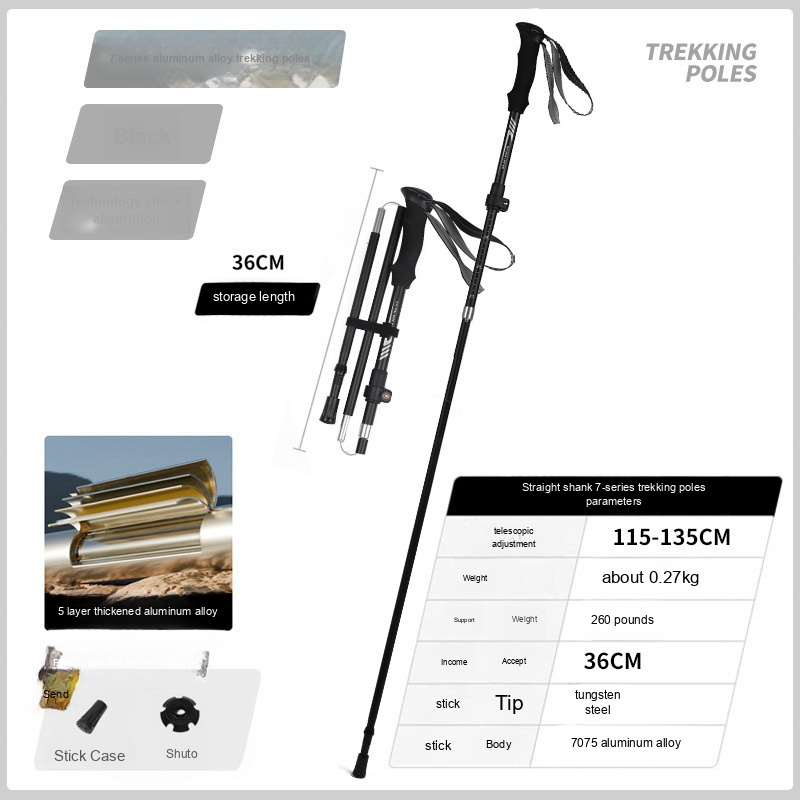 TREKKING
POLES
7 series aluminum alloy trekking poles
Black
technology shock
absorption
36CM
storage length
5 layer thickened aluminum alloy
Send
Stick Case
Shuto
Straight shank 7-series trekking poles
parameters
telescopic
adjustment
115-135CM
Weight
about 0.27kg
Support Weight
260 pounds
Income Accept
36CM
stick Tip
tungsten
steel
stick Body
7075 aluminum alloy